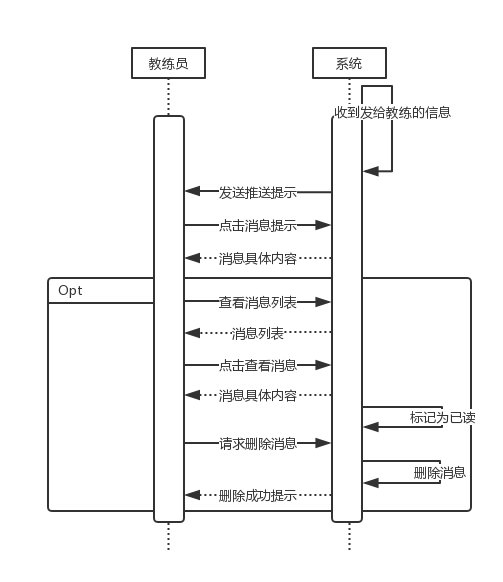 教练员
系统
收到发给教练的信息
发送推送提示
点击消息提示
消息具体内容
Opt
查看消息列表
消息列表
点击查看消息
消息具体内容
标记为已读
请求删除消息
删除消息
删除成功提示